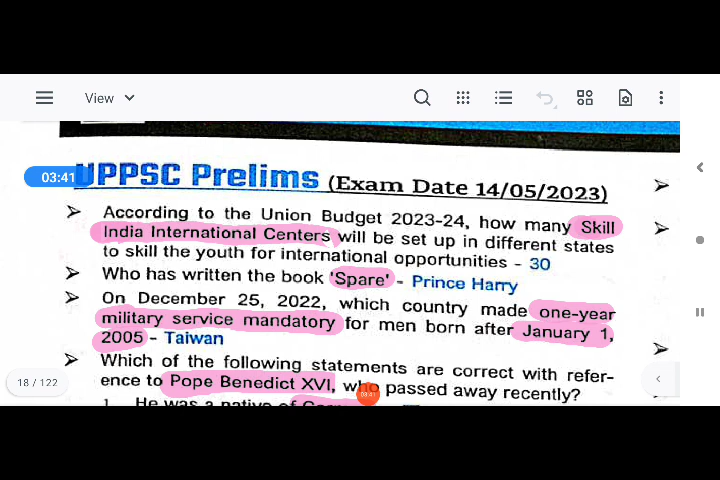 View
03:41
UPPSC Prelims (Exam Date 14/05/2023)
➢ According to the Union Budget 2023-24, how many Skill
India International Centers will be set up in different states
to skill the youth for international opportunities - 30
➢ Who has written the book 'Spare' - Prince Harry
➢ On December 25, 2022, which country made one-year
military service mandatory for men born after January 1,
2005 - Taiwan
➢ Which of the following statements are correct with refer-
ence to Pope Benedict XVI, who passed away recently?
18 / 122
03:41
1. He was a native of